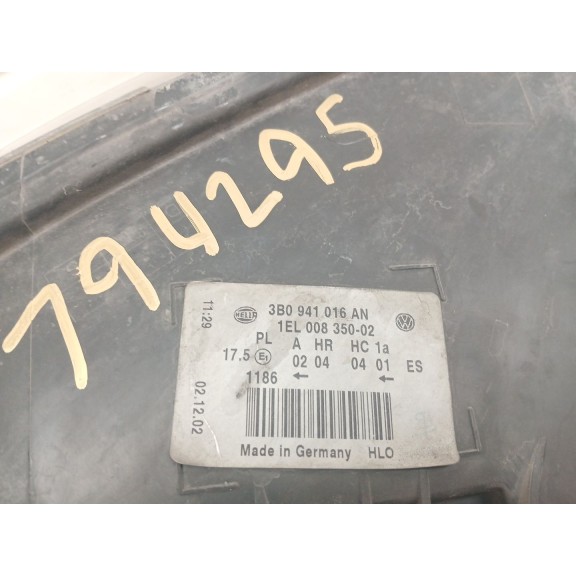 794295
11:29
02.12.02
HELLA
3B0 941 016 AN
1EL 008 350-02
PL A HR HC 1a
17.5 E1 02 04 04 01 ES
1186 ← ←
Made in Germany HLO